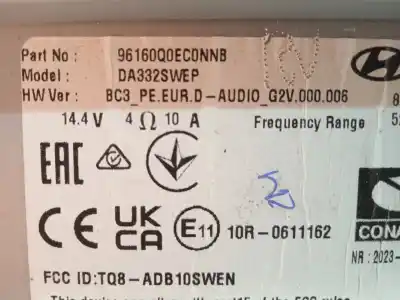 Part No : 96160Q0EC0NNB
Model : DA332SWEP
HW Ver : BC3_PE.EUR.D-AUDIO_G2V.000.006
14.4 V 4 Ω 10 A Frequency Range
EAC
CE UK CA E11 10R-0611162
CONA
NR : 2023-
FCC ID:TQ8-ADB10SWEN